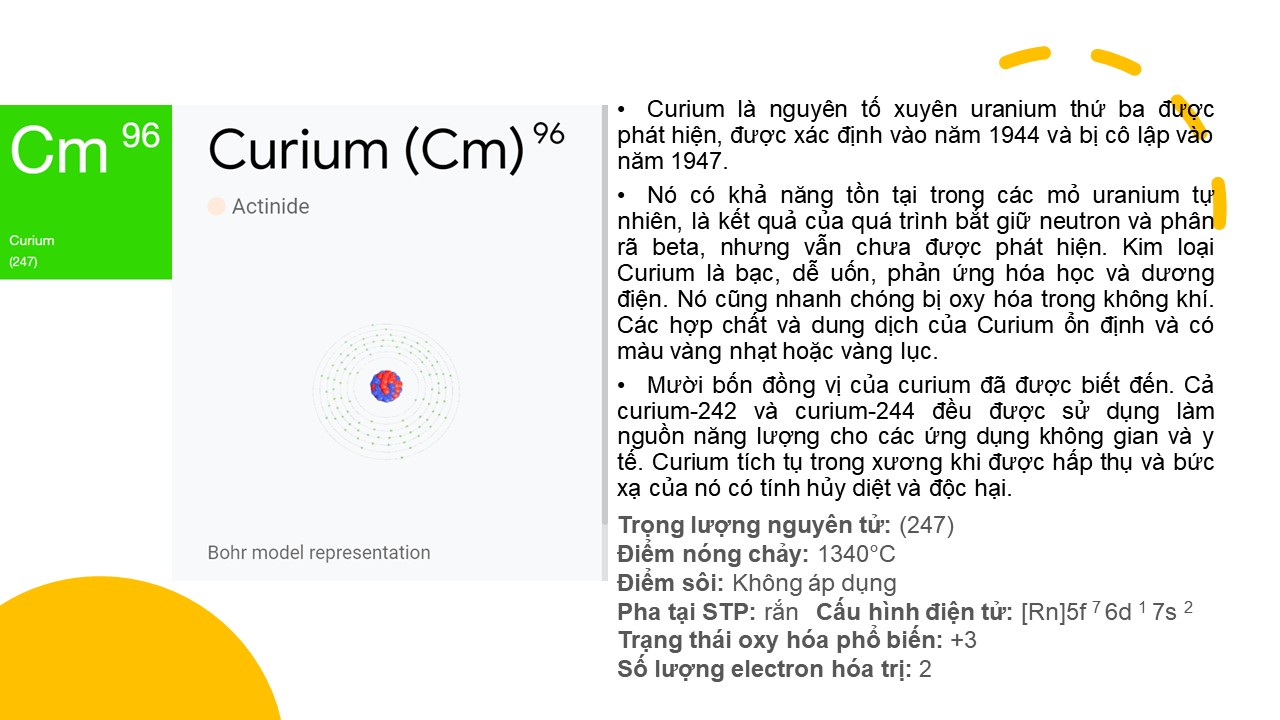 Cm 96
Curium
(247)
Curium (Cm) 96
Actinide
Bohr model representation
• Curium là nguyên tố xuyên uranium thứ ba được
phát hiện, được xác định vào năm 1944 và bị cô lập vào
năm 1947.
• Nó có khả năng tồn tại trong các mỏ uranium tự
nhiên, là kết quả của quá trình bắt giữ neutron và phân
rã beta, nhưng vẫn chưa được phát hiện. Kim loại
Curium là bạc, dễ uốn, phản ứng hóa học và dương
điện. Nó cũng nhanh chóng bị oxy hóa trong không khí.
Các hợp chất và dung dịch của Curium ổn định và có
màu vàng nhạt hoặc vàng lục.
• Mười bốn đồng vị của curium đã được biết đến. Cả
curium-242 và curium-244 đều được sử dụng làm
nguồn năng lượng cho các ứng dụng không gian và y
tế. Curium tích tụ trong xương khi được hấp thụ và bức
xạ của nó có tính hủy diệt và độc hại.
Trọng lượng nguyên tử: (247)
Điểm nóng chảy: 1340°C
Điểm sôi: Không áp dụng
Pha tại STP: rắn Cấu hình điện tử: [Rn]5f 7 6d 1 7s 2
Trạng thái oxy hóa phổ biến: +3
Số lượng electron hóa trị: 2